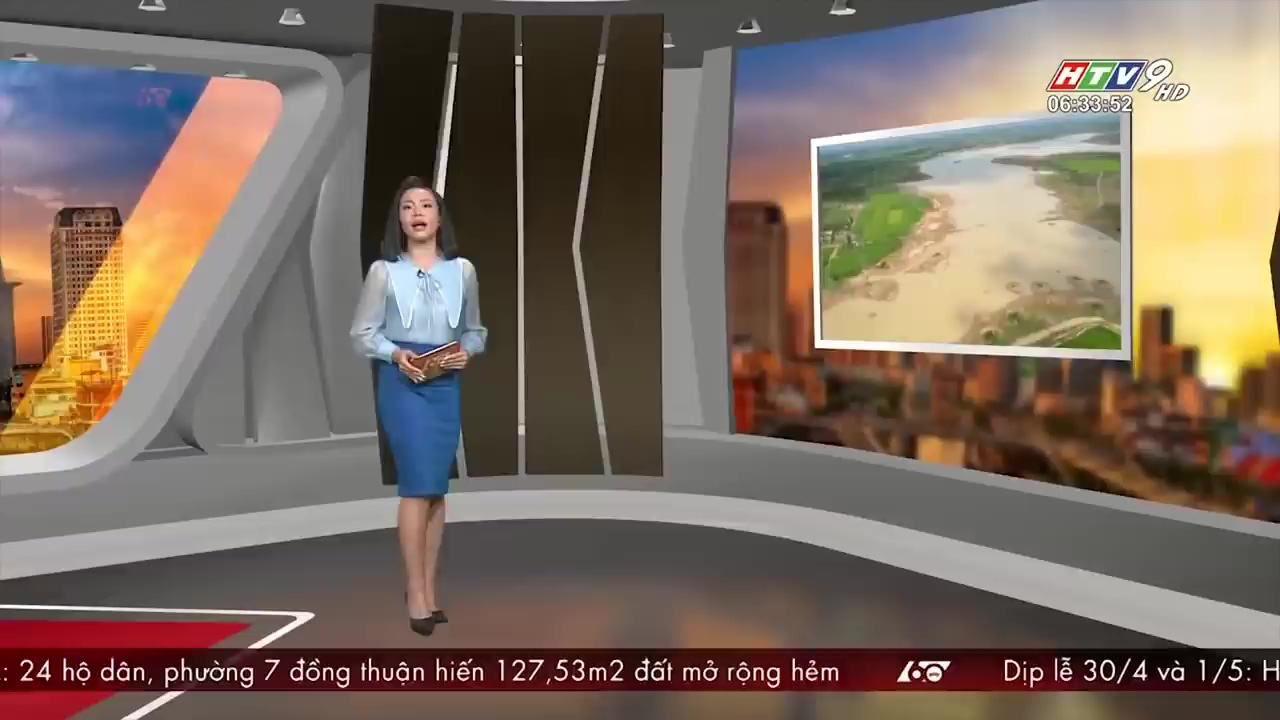 HTV9 HD
06:33:52
: 24 hộ dân, phường 7 đồng thuận hiến 127,53m2 đất mở rộng hẻm 60 Dịp lễ 30/4 và 1/5: H